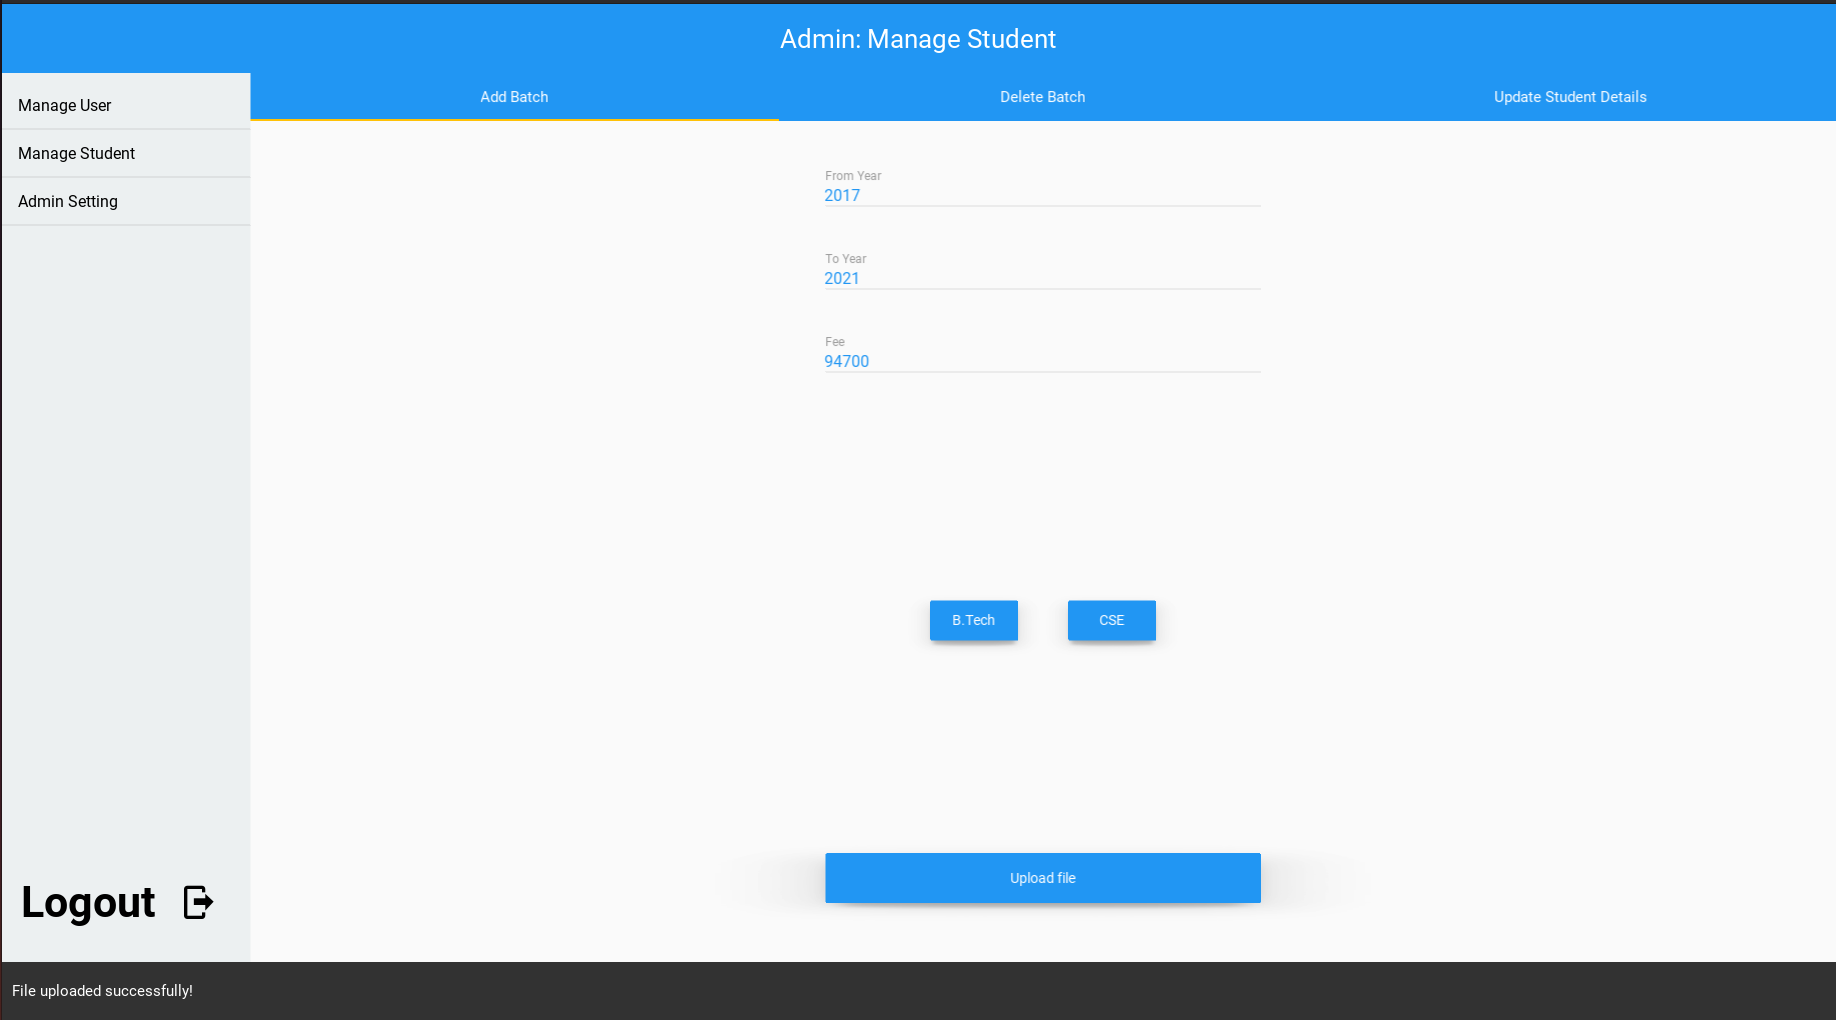 Admin: Manage Student
Manage User
Manage Student
Admin Setting
Add Batch
Delete Batch
Update Student Details
From Year
2017
To Year
2021
Fee
94700
B.Tech
CSE
Upload file
Logout
File uploaded successfully!